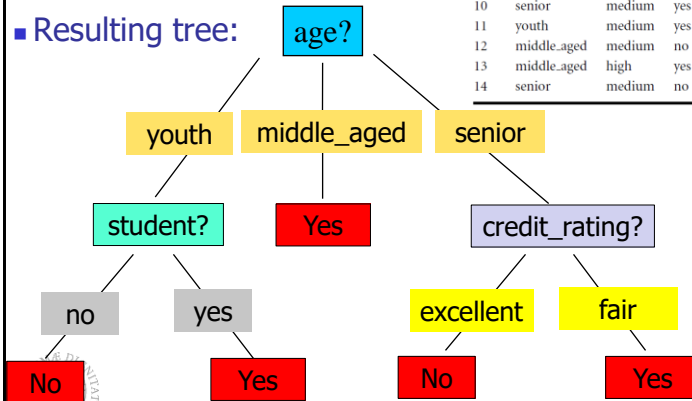 10 senior medium yes
11 youth medium yes
12 middle_aged medium no
13 middle_aged high yes
14 senior medium no
Resulting tree:
age?
youth middle_aged senior
student? Yes credit_rating?
no yes excellent fair
No Yes No Yes